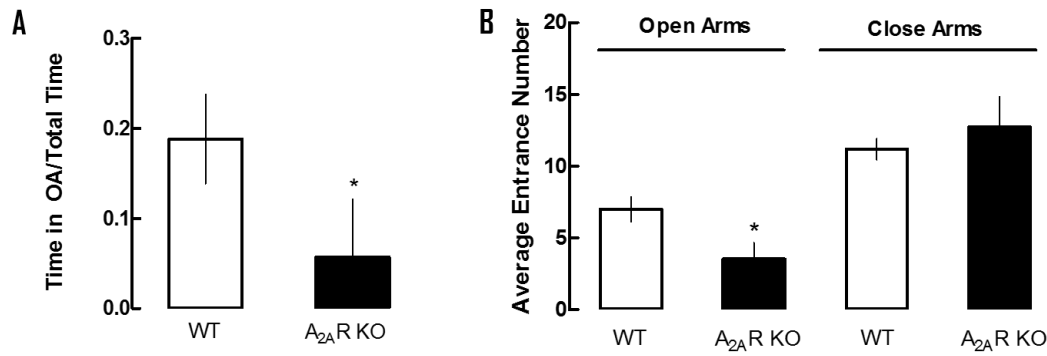 A
Time in OA/Total Time
0.3
0.2
0.1
0.0
*
WT
A2AR KO
B
Average Entrance Number
20
15
10
5
0
Open Arms
Close Arms
*
WT
A2AR KO
WT
A2AR KO